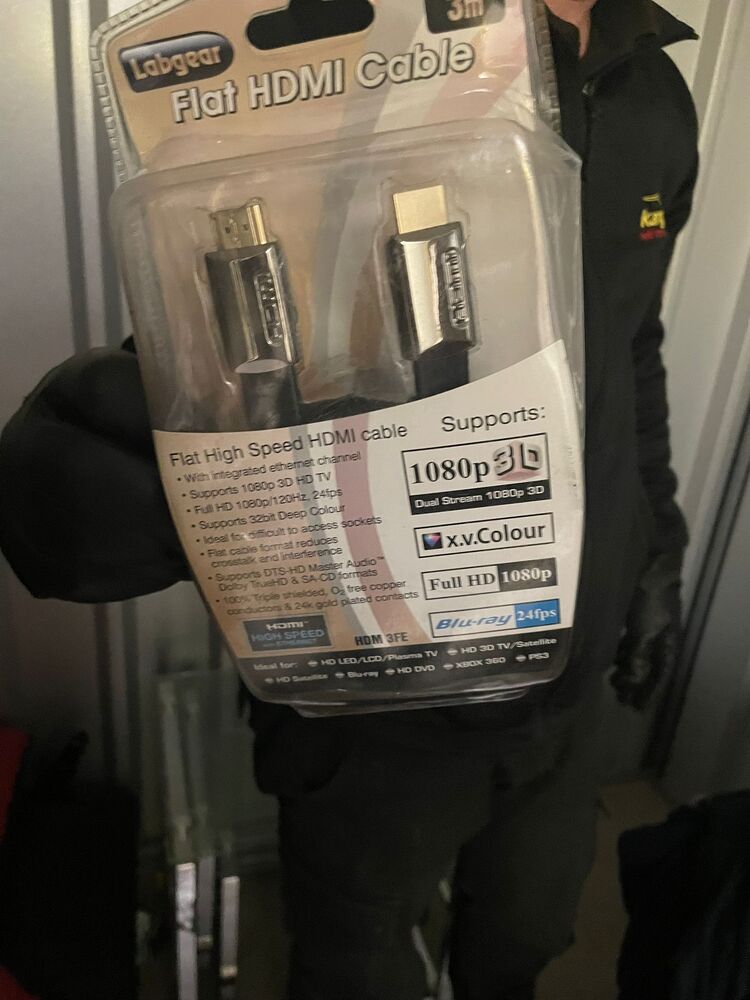 3m
Labgear
Flat HDMI Cable
Flat High Speed HDMI cable
• With integrated ethernet channel
• Supports 1080p 3D HD TV
• Full HD 1080p/120Hz, 24fps
• Supports 32bit Deep Colour
• Ideal for difficult to access sockets
• Flat cable format reduces
crosstalk and interference
• Supports DTS-HD Master Audio™
Dolby TrueHD & SA-CD formats
• 100% Triple shielded, O2 free copper
conductors & 24k gold plated contacts
Supports:
1080p 3D
Dual Stream 1080p 3D
x.v.Colour
Full HD 1080p
Blu-ray 24fps
HDMI™
HIGH SPEED
HDM 3FE
Ideal for: HD LED/LCD/Plasma TV HD 3D TV/Satellite
HD Satellite Blu-ray HD DVD XBOX 360 PS3